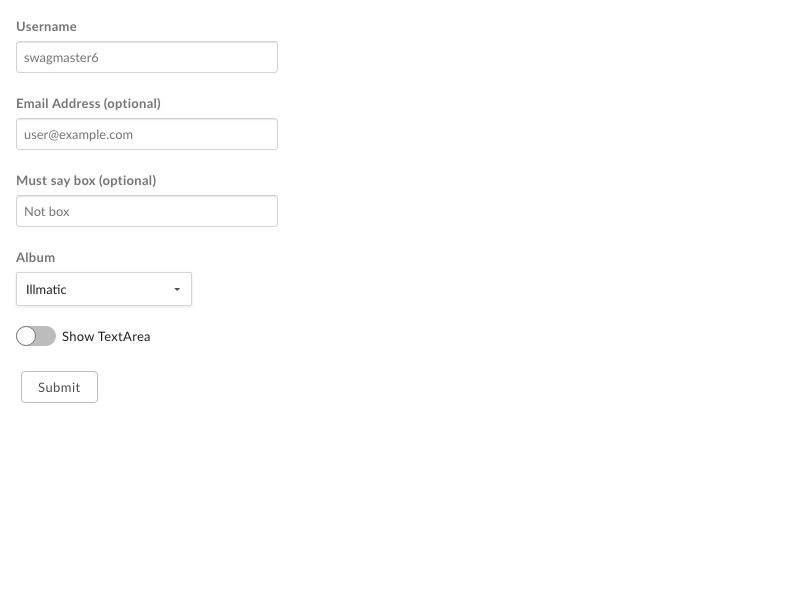 Username
swagmaster6
Email Address (optional)
user@example.com
Must say box (optional)
Not box
Album
Illmatic
Show TextArea
Submit